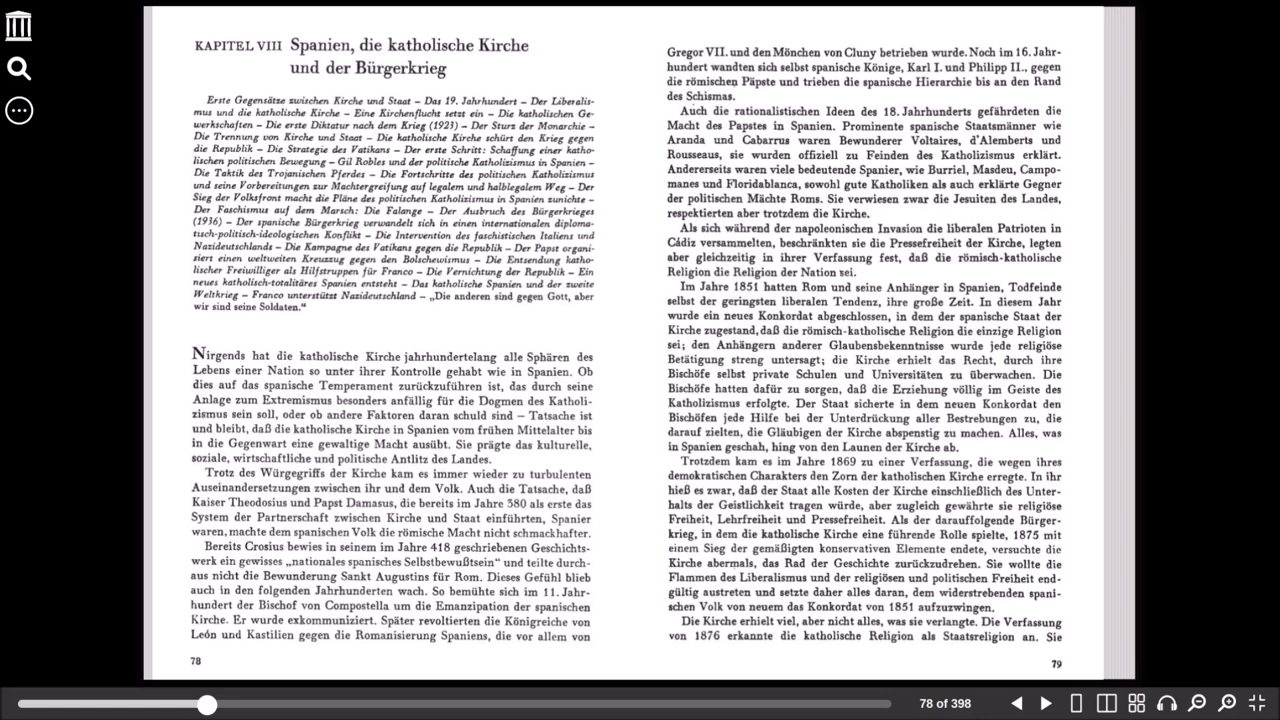 KAPITEL VIII Spanien, die katholische Kirche
und der Bürgerkrieg
Erste Gegensätze zwischen Kirche und Staat – Das 19. Jahrhundert – Der Liberalis-
mus und die katholische Kirche – Eine Kirchenflucht setzt ein – Die katholischen Ge-
werkschaften – Die erste Diktatur nach dem Krieg (1923) – Der Sturz der Monarchie –
Die Trennung von Kirche und Staat – Die katholische Kirche schürt den Krieg gegen
die Republik – Die Strategie des Vatikans – Der erste Schritt: Schaffung einer katho-
lischen politischen Bewegung – Gil Robles und der politische Katholizismus in Spanien –
Die Taktik des Trojanischen Pferdes – Die Fortschritte des politischen Katholizismus
und seine Vorbereitungen zur Machtergreifung auf legalem und halblegalem Weg – Der
Sieg der Volksfront macht die Pläne des politischen Katholizismus in Spanien zunichte –
Der Faschismus auf dem Marsch: Die Falange – Der Ausbruch des Bürgerkrieges
(1936) – Der spanische Bürgerkrieg verwandelt sich in einen internationalen diploma-
tisch-politisch-ideologischen Konflikt – Die Intervention des faschistischen Italiens und
Nazideutschlands – Die Kampagne des Vatikans gegen die Republik – Der Papst organi-
siert einen weltweiten Kreuzzug gegen den Bolschewismus – Die Entsendung katho-
lischer Freiwilliger als Hilfstruppen für Franco – Die Vernichtung der Republik – Ein
neues katholisch-totalitäres Spanien entsteht – Das katholische Spanien und der zweite
Weltkrieg – Franco unterstützt Nazideutschland – „Die anderen sind gegen Gott, aber
wir sind seine Soldaten.“
Nirgends hat die katholische Kirche jahrhundertelang alle Sphären des
Lebens einer Nation so unter ihrer Kontrolle gehabt wie in Spanien. Ob
dies auf das spanische Temperament zurückzuführen ist, das durch seine
Anlage zum Extremismus besonders anfällig für die Dogmen des Katholi-
zismus sein soll, oder ob andere Faktoren daran schuld sind – Tatsache ist
und bleibt, daß die katholische Kirche in Spanien vom frühen Mittelalter bis
in die Gegenwart eine gewaltige Macht ausübt. Sie prägte das kulturelle,
soziale, wirtschaftliche und politische Antlitz des Landes.
Trotz des Würgegriffs der Kirche kam es immer wieder zu turbulenten
Auseinandersetzungen zwischen ihr und dem Volk. Auch die Tatsache, daß
Kaiser Theodosius und Papst Damasus, die bereits im Jahre 380 als erste das
System der Partnerschaft zwischen Kirche und Staat einführten, Spanier
waren, machte dem spanischen Volk die römische Macht nicht schmackhafter.
Bereits Crosius bewies in seinem im Jahre 418 geschriebenen Geschichts-
werk ein gewisses „nationales spanisches Selbstbewußtsein“ und teilte durch-
aus nicht die Bewunderung Sankt Augustins für Rom. Dieses Gefühl blieb
auch in den folgenden Jahrhunderten wach. So bemühte sich im 11. Jahr-
hundert der Bischof von Compostella um die Emanzipation der spanischen
Kirche. Er wurde exkommuniziert. Später revoltierten die Königreiche von
León und Kastilien gegen die Romanisierung Spaniens, die vor allem von
78
Gregor VII. und den Mönchen von Cluny betrieben wurde. Noch im 16. Jahr-
hundert wandten sich selbst spanische Könige, Karl I. und Philipp II., gegen
die römischen Päpste und trieben die spanische Hierarchie bis an den Rand
des Schismas.
Auch die rationalistischen Ideen des 18. Jahrhunderts gefährdeten die
Macht des Papstes in Spanien. Prominente spanische Staatsmänner wie
Aranda und Cabarrus waren Bewunderer Voltaires, d'Alemberts und
Rousseaus, sie wurden offiziell zu Feinden des Katholizismus erklärt.
Andererseits waren viele bedeutende Spanier, wie Burriel, Masdeu, Campo-
manes und Floridablanca, sowohl gute Katholiken als auch erklärte Gegner
der politischen Mächte Roms. Sie verwiesen zwar die Jesuiten des Landes,
respektierten aber trotzdem die Kirche.
Als sich während der napoleonischen Invasion die liberalen Patrioten in
Cádiz versammelten, beschränkten sie die Pressefreiheit der Kirche, legten
aber gleichzeitig in ihrer Verfassung fest, daß die römisch-katholische
Religion die Religion der Nation sei.
Im Jahre 1851 hatten Rom und seine Anhänger in Spanien, Todfeinde
selbst der geringsten liberalen Tendenz, ihre große Zeit. In diesem Jahr
wurde ein neues Konkordat abgeschlossen, in dem der spanische Staat der
Kirche zugestand, daß die römisch-katholische Religion die einzige Religion
sei; den Anhängern anderer Glaubensbekenntnisse wurde jede religiöse
Betätigung streng untersagt; die Kirche erhielt das Recht, durch ihre
Bischöfe selbst private Schulen und Universitäten zu überwachen. Die
Bischöfe hatten dafür zu sorgen, daß die Erziehung völlig im Geiste des
Katholizismus erfolgte. Der Staat sicherte in dem neuen Konkordat den
Bischöfen jede Hilfe bei der Unterdrückung aller Bestrebungen zu, die
darauf zielten, die Gläubigen der Kirche abspenstig zu machen. Alles, was
in Spanien geschah, hing von den Launen der Kirche ab.
Trotzdem kam es im Jahre 1869 zu einer Verfassung, die wegen ihres
demokratischen Charakters den Zorn der katholischen Kirche erregte. In ihr
hieß es zwar, daß der Staat alle Kosten der Kirche einschließlich des Unter-
halts der Geistlichkeit tragen würde, aber zugleich gewährte sie religiöse
Freiheit, Lehrfreiheit und Pressefreiheit. Als der darauffolgende Bürger-
krieg, in dem die katholische Kirche eine führende Rolle spielte, 1875 mit
einem Sieg der gemäßigten konservativen Elemente endete, versuchte die
Kirche abermals, das Rad der Geschichte zurückzudrehen. Sie wollte die
Flammen des Liberalismus und der religiösen und politischen Freiheit end-
gültig austreten und setzte daher alles daran, dem widerstrebenden spani-
schen Volk von neuem das Konkordat von 1851 aufzuzwingen.
Die Kirche erhielt viel, aber nicht alles, was sie verlangte. Die Verfassung
von 1876 erkannte die katholische Religion als Staatsreligion an. Sie
79
78 of 398